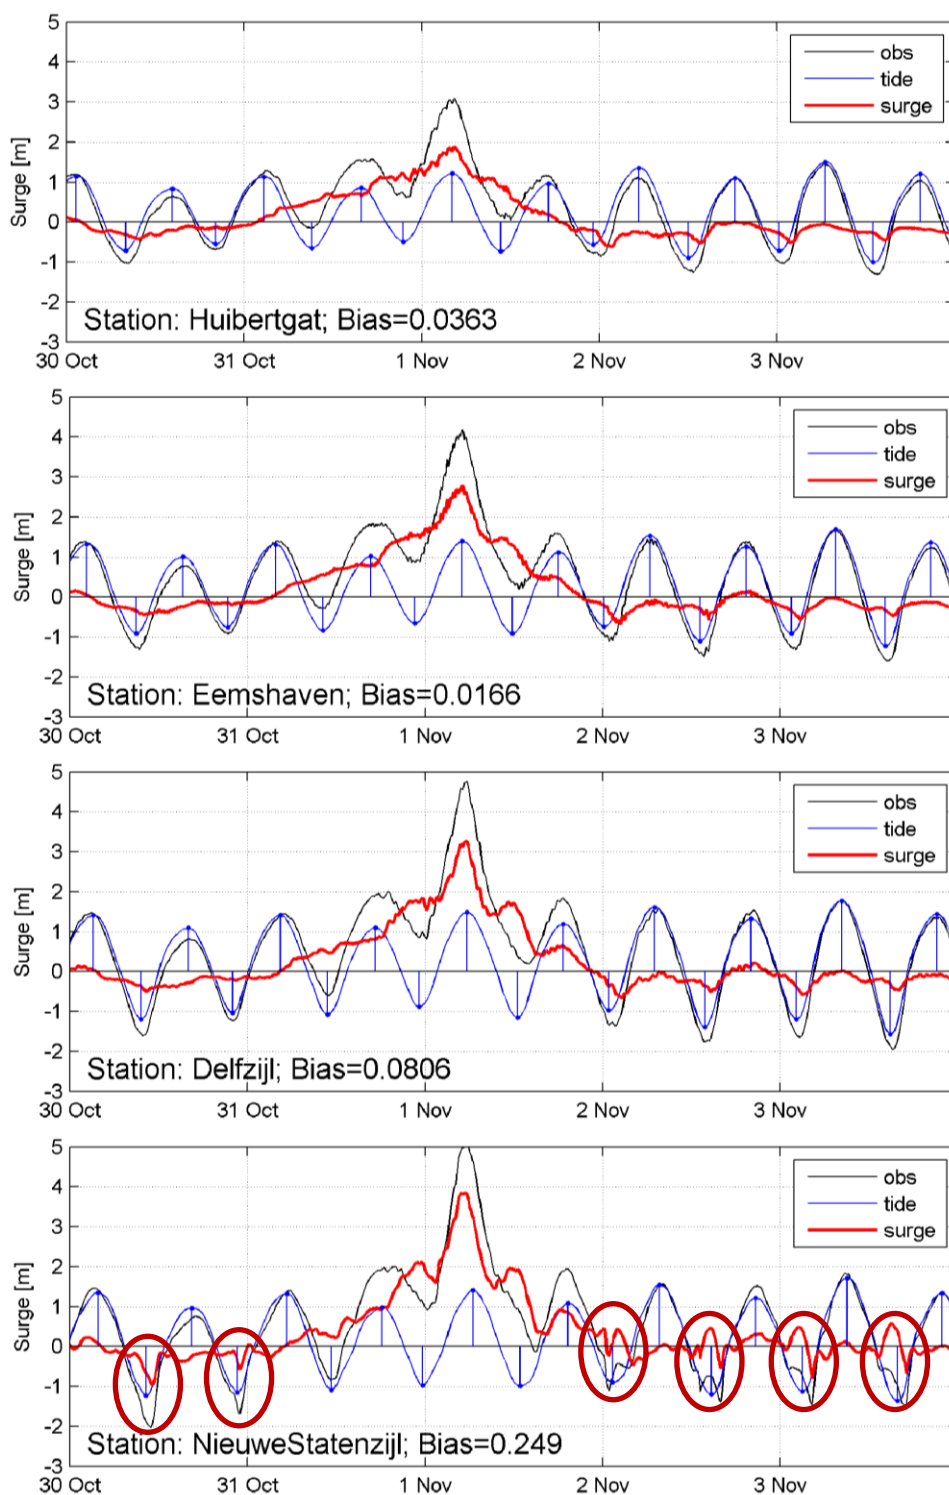 5
4
3
2
1
0
-1
-2
-3
Surge [m]
obs
tide
surge
Station: Huibertgat; Bias=0.0363
30 Oct 31 Oct 1 Nov 2 Nov 3 Nov
5
4
3
2
1
0
-1
-2
-3
Surge [m]
obs
tide
surge
Station: Eemshaven; Bias=0.0166
30 Oct 31 Oct 1 Nov 2 Nov 3 Nov
5
4
3
2
1
0
-1
-2
-3
Surge [m]
obs
tide
surge
Station: Delfzijl; Bias=0.0806
30 Oct 31 Oct 1 Nov 2 Nov 3 Nov
5
4
3
2
1
0
-1
-2
-3
Surge [m]
obs
tide
surge
Station: NieuweStatenzijl; Bias=0.249
30 Oct 31 Oct 1 Nov 2 Nov 3 Nov